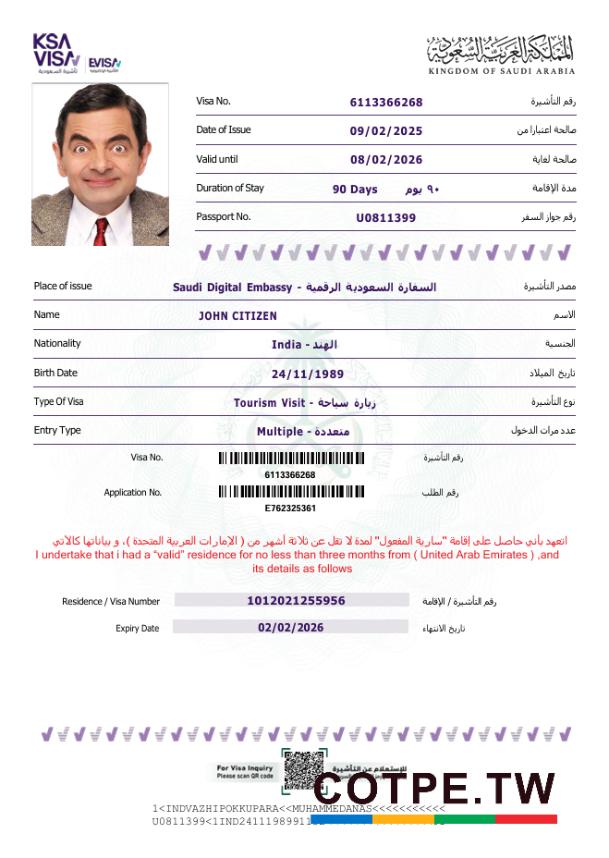 KSA
VISA
تأشيرة السعودية
EVISA
التأشيرة الإلكترونية
المملكة العربية السعودية
KINGDOM OF SAUDI ARABIA
Visa No. 6113366268 رقم التأشيرة
Date of Issue 09/02/2025 صالحة اعتبارا من
Valid until 08/02/2026 صالحة لغاية
Duration of Stay 90 Days ٩٠ يوم مدة الإقامة
Passport No. U0811399 رقم جواز السفر
Place of issue Saudi Digital Embassy - السفارة السعودية الرقمية مصدر التأشيرة
Name JOHN CITIZEN الاسم
Nationality India - الهند الجنسية
Birth Date 24/11/1989 تاريخ الميلاد
Type Of Visa Tourism Visit - زيارة سياحة نوع التأشيرة
Entry Type Multiple - متعددة عدد مرات الدخول
Visa No. رقم التأشيرة
6113366268
Application No. رقم الطلب
E762325361
اتعهد بأني حاصل على إقامة "سارية المفعول" لمدة لا تقل عن ثلاثة أشهر من ( الإمارات العربية المتحدة )، و بياناتها كالآتي
I undertake that i had a “valid” residence for no less than three months from ( United Arab Emirates ) ,and
its details as follows
Residence / Visa Number 1012021255956 رقم التأشيرة / الإقامة
Expiry Date 02/02/2026 تاريخ الانتهاء
For Visa Inquiry للإستعلام عن التأشيرة
Please scan QR code
COTPE.TW
1<INDVAZHIPOKKUPARA<<MUHAMMEDANAS<<<<<<<<<<<
U0811399<1IND2411198991